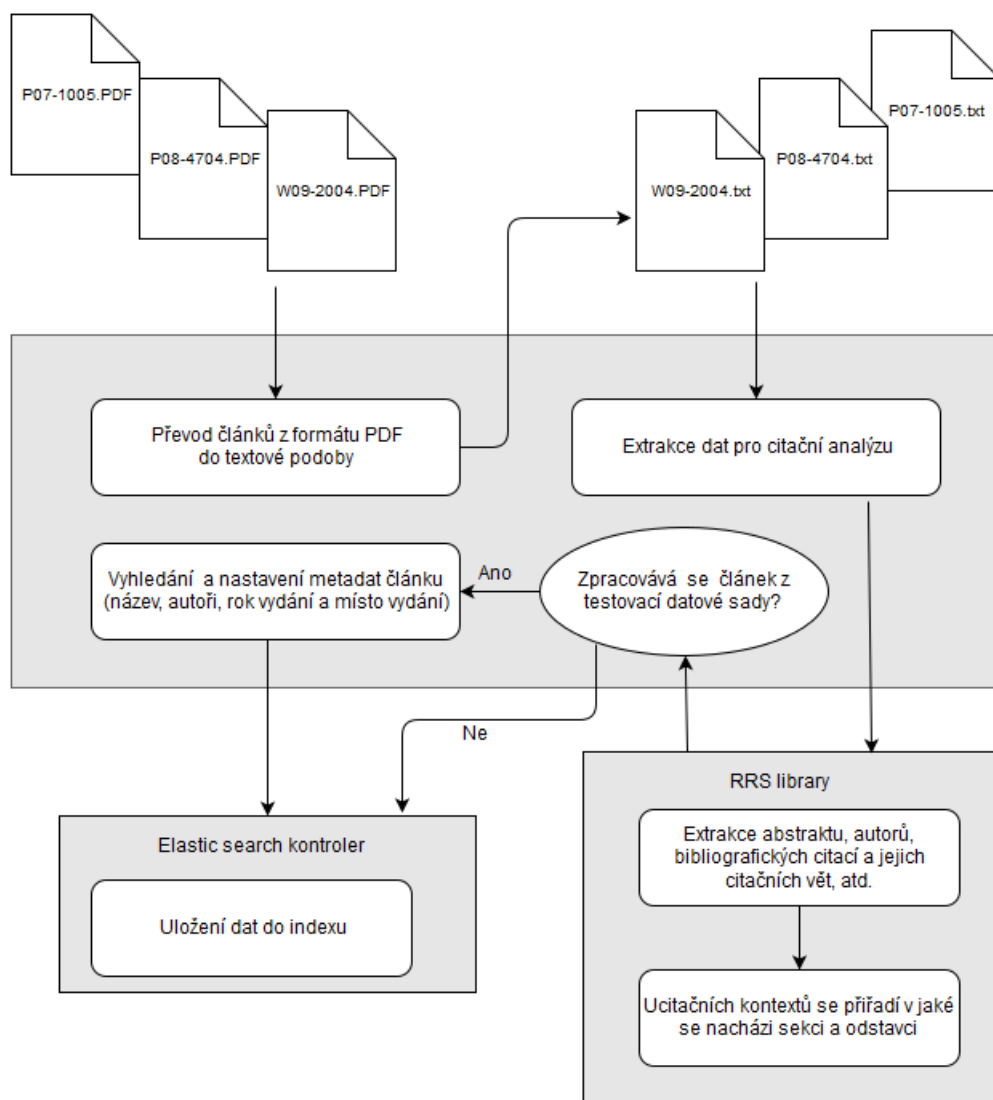 P07-1005.PDF
P08-4704.PDF
W09-2004.PDF
W09-2004.txt
P08-4704.txt
P07-1005.txt
Převod článků z formátu PDF
do textové podoby
Extrakce dat pro citační analýzu
Vyhledání a nastavení metadat článku
(název, autoři, rok vydání a místo vydání)
Ano
Zpracovává se článek z
testovací datové sady?
Ne
Elastic search kontroler
Uložení dat do indexu
RRS library
Extrakce abstraktu, autorů,
bibliografických citací a jejich
citačních vět, atd.
Ucitačních kontextů se přiřadí v jaké
se nachází sekci a odstavci